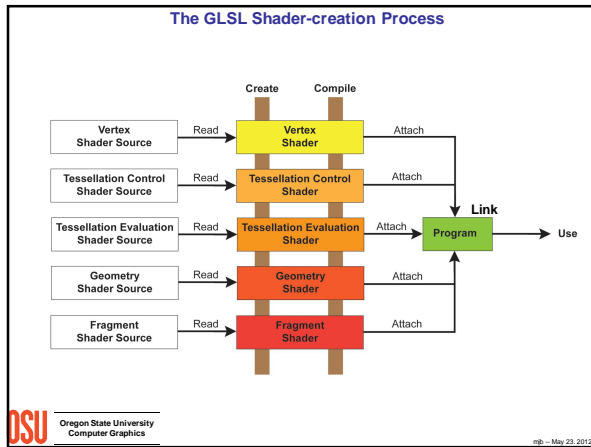 The GLSL Shader-creation Process
Create
Compile
Vertex
Shader Source
Read
Vertex
Shader
Attach
Tessellation Control
Shader Source
Read
Tessellation Control
Shader
Attach
Tessellation Evaluation
Shader Source
Read
Tessellation Evaluation
Shader
Attach
Link
Program
Use
Geometry
Shader Source
Read
Geometry
Shader
Attach
Fragment
Shader Source
Read
Fragment
Shader
Attach
OSU
Oregon State University
Computer Graphics
mjb -- May 23. 2012